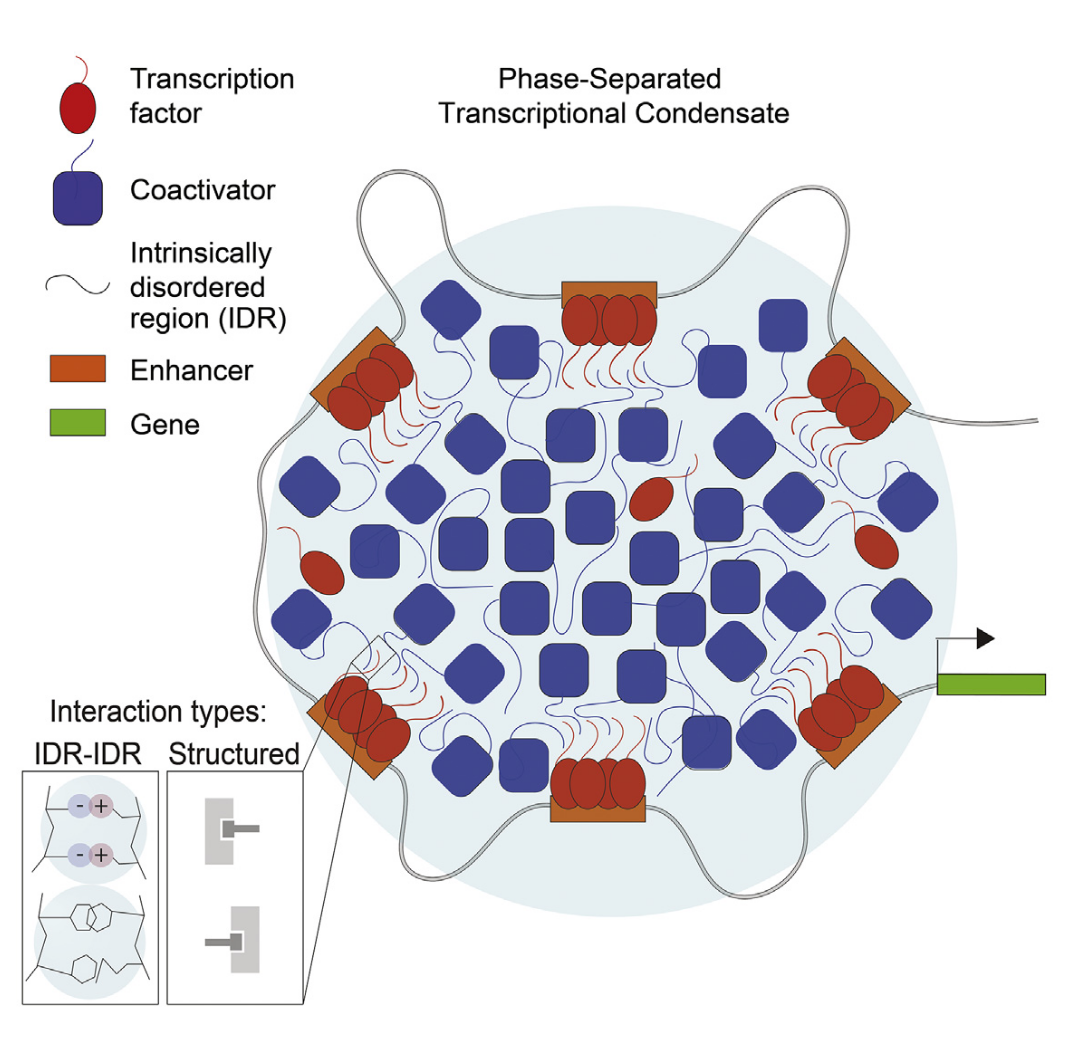 Transcription
factor
Phase-Separated
Transcriptional Condensate
Coactivator
Intrinsically
disordered
region (IDR)
Enhancer
Gene
Interaction types:
IDR-IDR
Structured
- +
- +